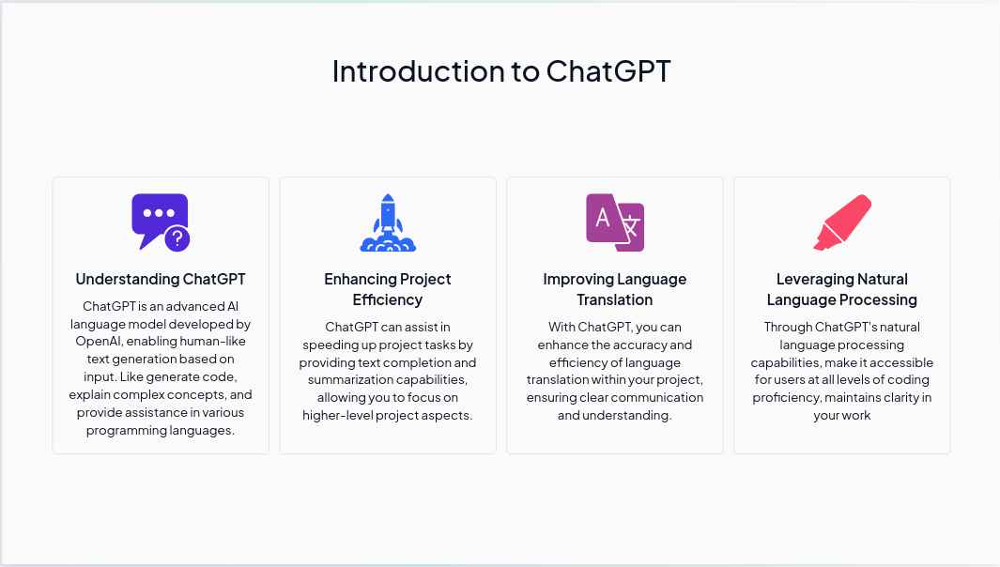 Introduction to ChatGPT
?
A 文
Understanding ChatGPT
ChatGPT is an advanced AI
language model developed by
OpenAI, enabling human-like
text generation based on
input. Like generate code,
explain complex concepts, and
provide assistance in various
programming languages.
Enhancing Project
Efficiency
ChatGPT can assist in
speeding up project tasks by
providing text completion and
summarization capabilities,
allowing you to focus on
higher-level project aspects.
Improving Language
Translation
With ChatGPT, you can
enhance the accuracy and
efficiency of language
translation within your project,
ensuring clear communication
and understanding.
Leveraging Natural
Language Processing
Through ChatGPT's natural
language processing
capabilities, make it accessible
for users at all levels of coding
proficiency, maintains clarity in
your work